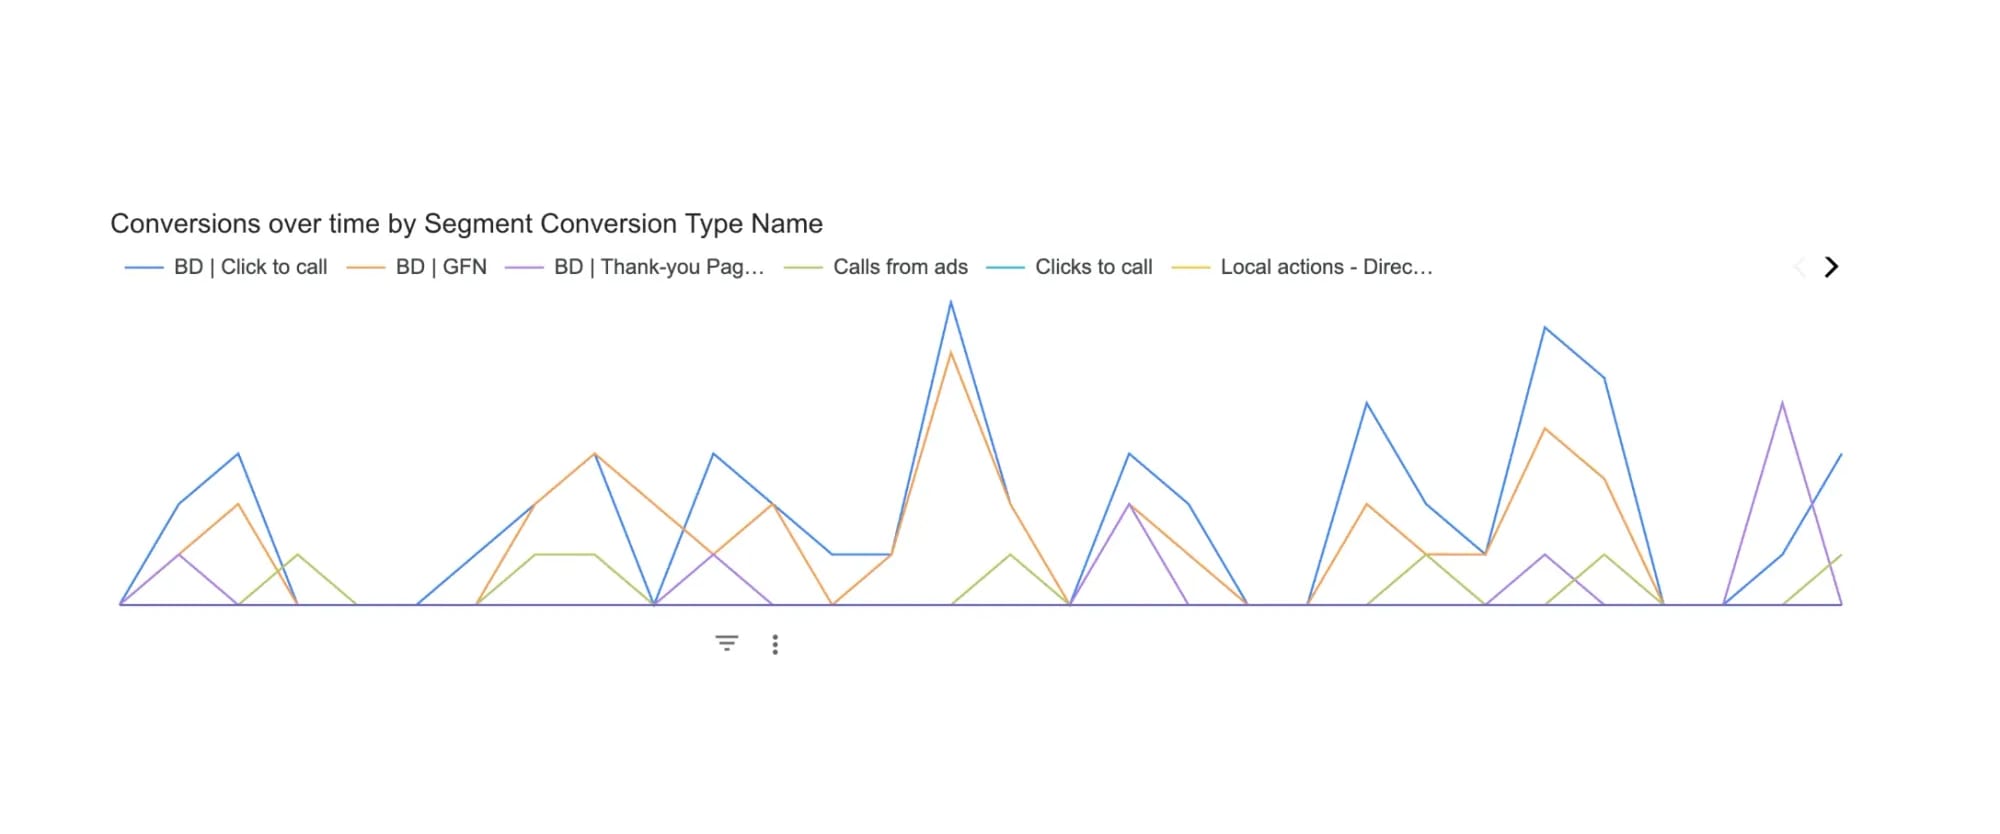 Conversions over time by Segment Conversion Type Name
BD | Click to call BD | GFN BD | Thank-you Pag... Calls from ads Clicks to call Local actions - Direc...